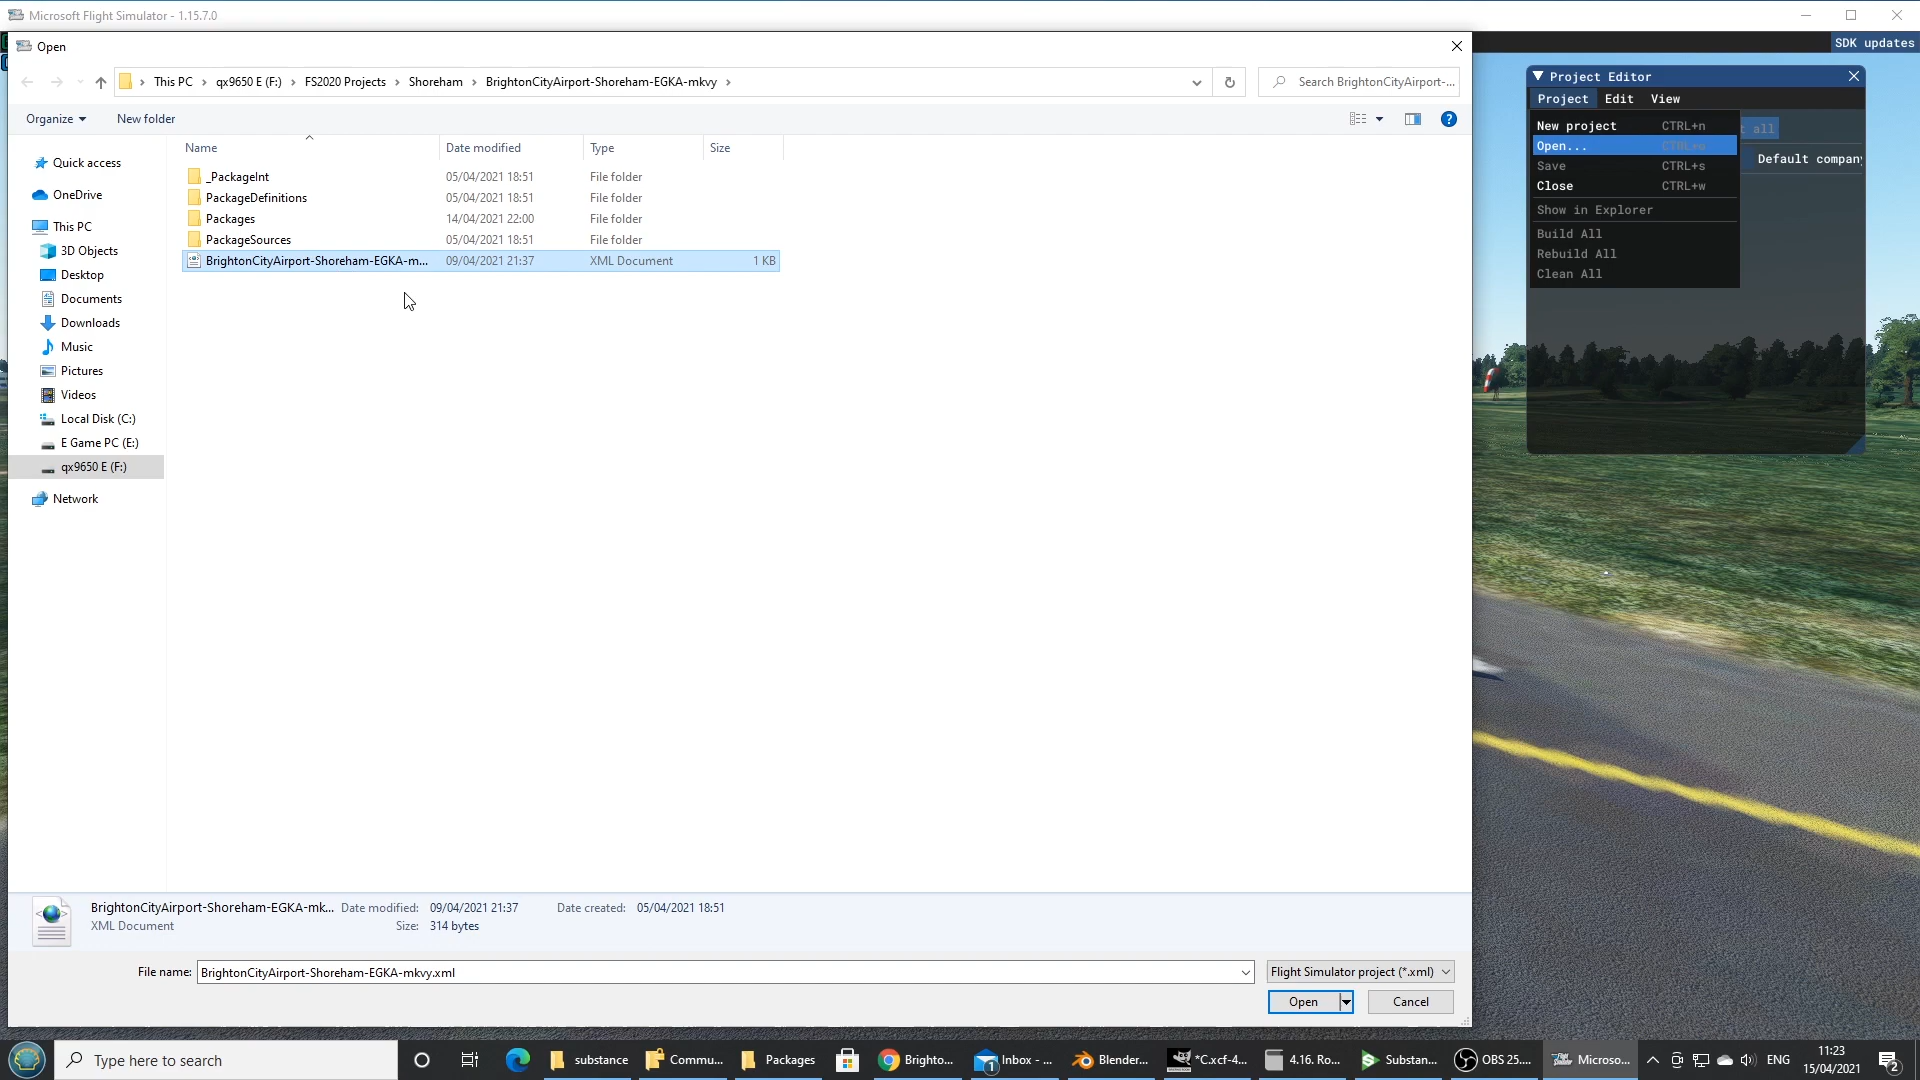 Microsoft Flight Simulator - 1.15.7.0
SDK updates
Open
This PC > qx9650 E (F:) > FS2020 Projects > Shoreham > BrightonCityAirport-Shoreham-EGKA-mkvy >
Search BrightonCityAirport-...
Organize
New folder
Name Date modified Type Size
_PackageInt 05/04/2021 18:51 File folder
PackageDefinitions 05/04/2021 18:51 File folder
Packages 14/04/2021 22:00 File folder
PackageSources 05/04/2021 18:51 File folder
BrightonCityAirport-Shoreham-EGKA-m... 09/04/2021 21:37 XML Document 1 KB
Quick access
OneDrive
This PC
3D Objects
Desktop
Documents
Downloads
Music
Pictures
Videos
Local Disk (C:)
E Game PC (E:)
qx9650 E (F:)
Network
Project Editor
Project Edit View
New project CTRL+n
Open...
Save CTRL+s
Close CTRL+w
Show in Explorer
Build All
Rebuild All
Clean All
all
Default company
BrightonCityAirport-Shoreham-EGKA-mk... Date modified: 09/04/2021 21:37 Date created: 05/04/2021 18:51
XML Document Size: 314 bytes
File name: BrightonCityAirport-Shoreham-EGKA-mkvy.xml
Flight Simulator project (*.xml)
Open Cancel
Type here to search
substance
Commu...
Packages
Brighto...
1
Inbox - ...
Blender...
*C.xcf-4...
4.16. Ro...
Substan...
OBS 25....
Microso...
ENG
11:23
15/04/2021
2